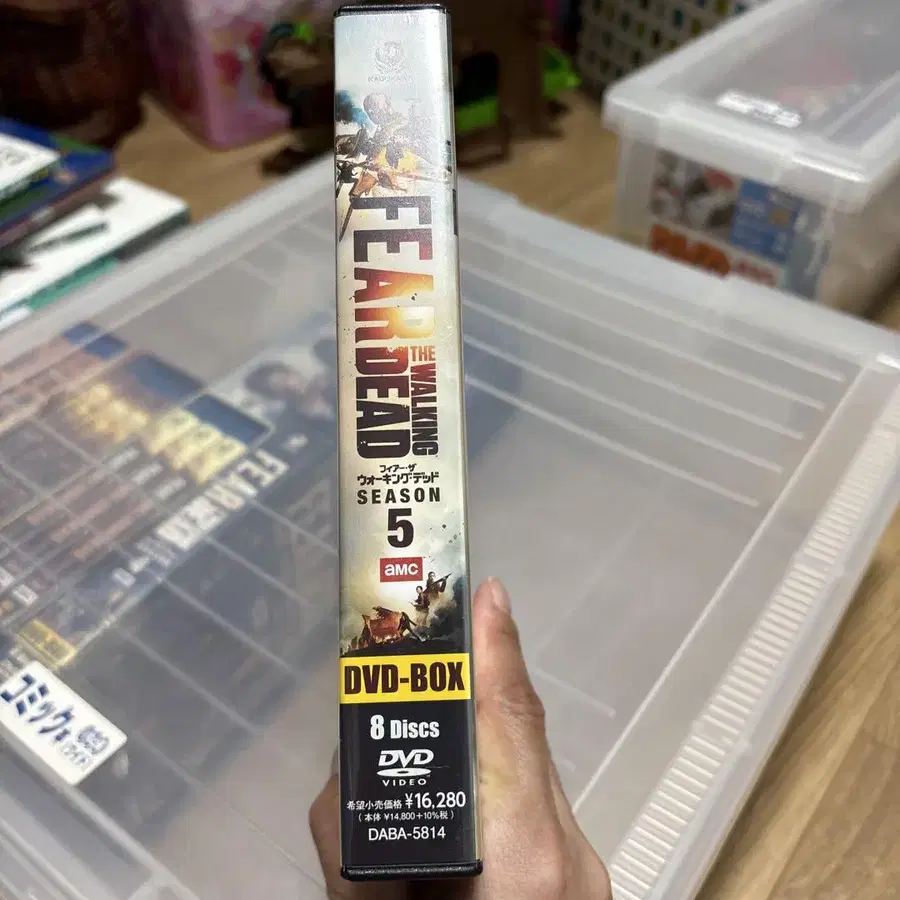 KADOKAWA
FEAR
THE WALKING
DEAD
フィアー・ザ
ウォーキング・デッド
SEASON
5
aMC
DVD-BOX
8 Discs
DVD
VIDEO
希望小売価格 ¥16,280
(本体 ¥14,800+10%税)
DABA-5814
コミック
FEAR